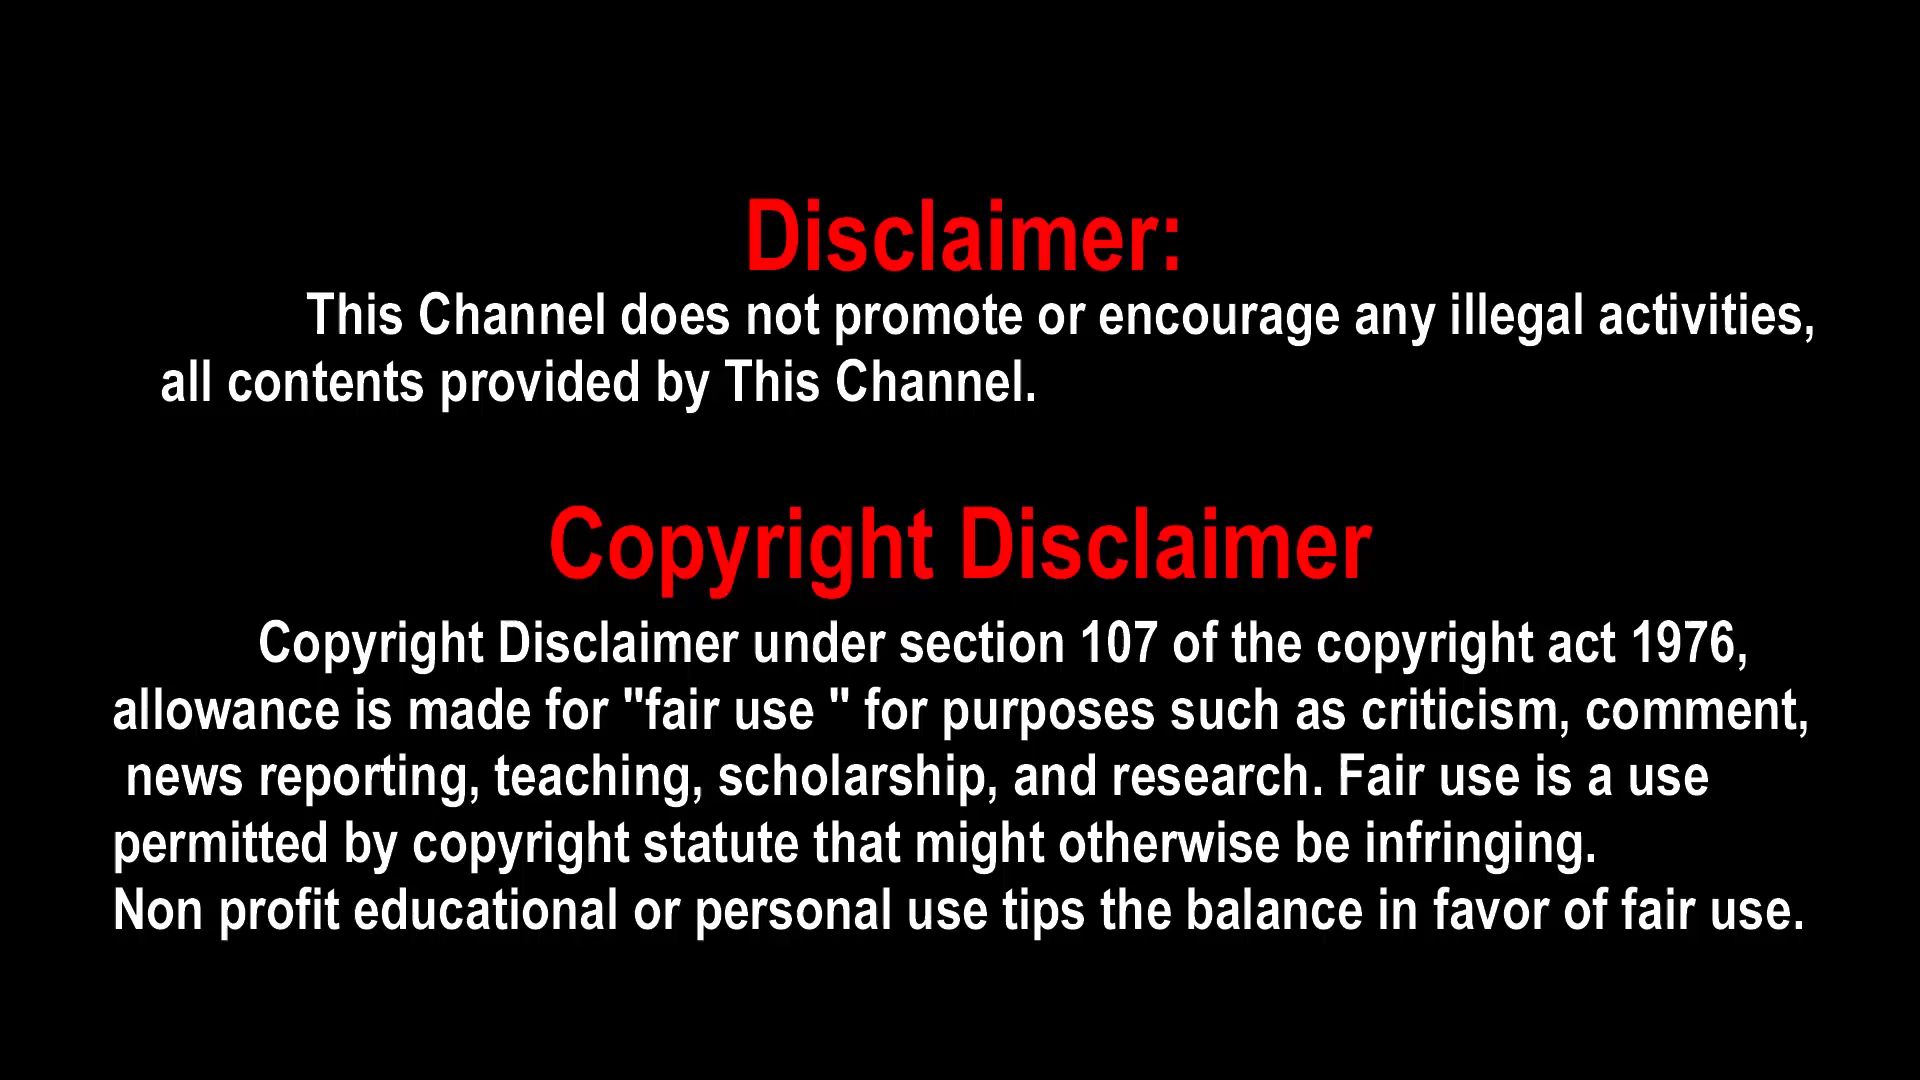 Disclaimer:
This Channel does not promote or encourage any illegal activities,
all contents provided by This Channel.
Copyright Disclaimer
Copyright Disclaimer under section 107 of the copyright act 1976,
allowance is made for "fair use " for purposes such as criticism, comment,
news reporting, teaching, scholarship, and research. Fair use is a use
permitted by copyright statute that might otherwise be infringing.
Non profit educational or personal use tips the balance in favor of fair use.